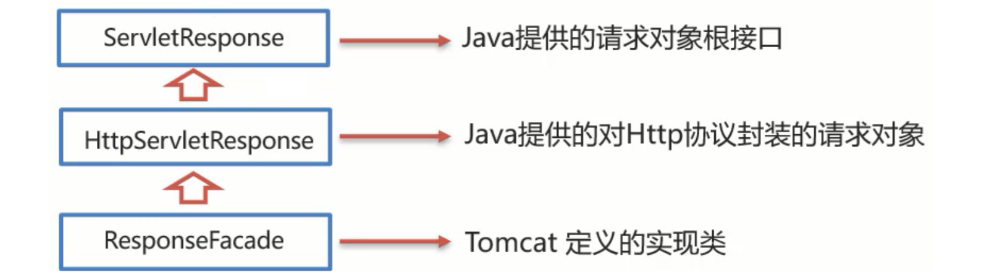 ServletResponse Java提供的请求对象根接口
HttpServletResponse Java提供的对Http协议封装的请求对象
ResponseFacade Tomcat 定义的实现类